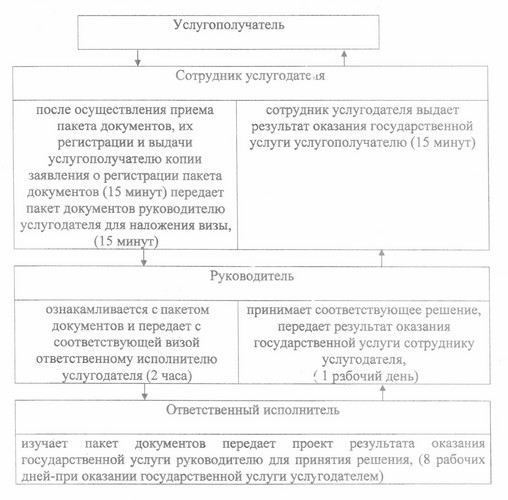 Услугополучатель
Сотрудник услугодателя
после осуществления приема
пакета документов, их
регистрации и выдачи
услугополучателю копии
заявления о регистрации пакета
документов (15 минут) передает
пакет документов руководителю
услугодателя для наложения визы,
(15 минут)
сотрудник услугодателя выдает
результат оказания государственной
услуги услугополучателю (15 минут)
Руководитель
ознакамливается с пакетом
документов и передает с
соответствующей визой
ответственному исполнителю
услугодателя (2 часа)
принимает соответствующее решение,
передает результат оказания
государственной услуги сотруднику
услугодателя,
( 1 рабочий день)
Ответственный исполнитель
изучает пакет документов передает проект результата оказания
государственной услуги руководителю для принятия решения, (8 рабочих
дней-при оказании государственной услуги услугодателем)